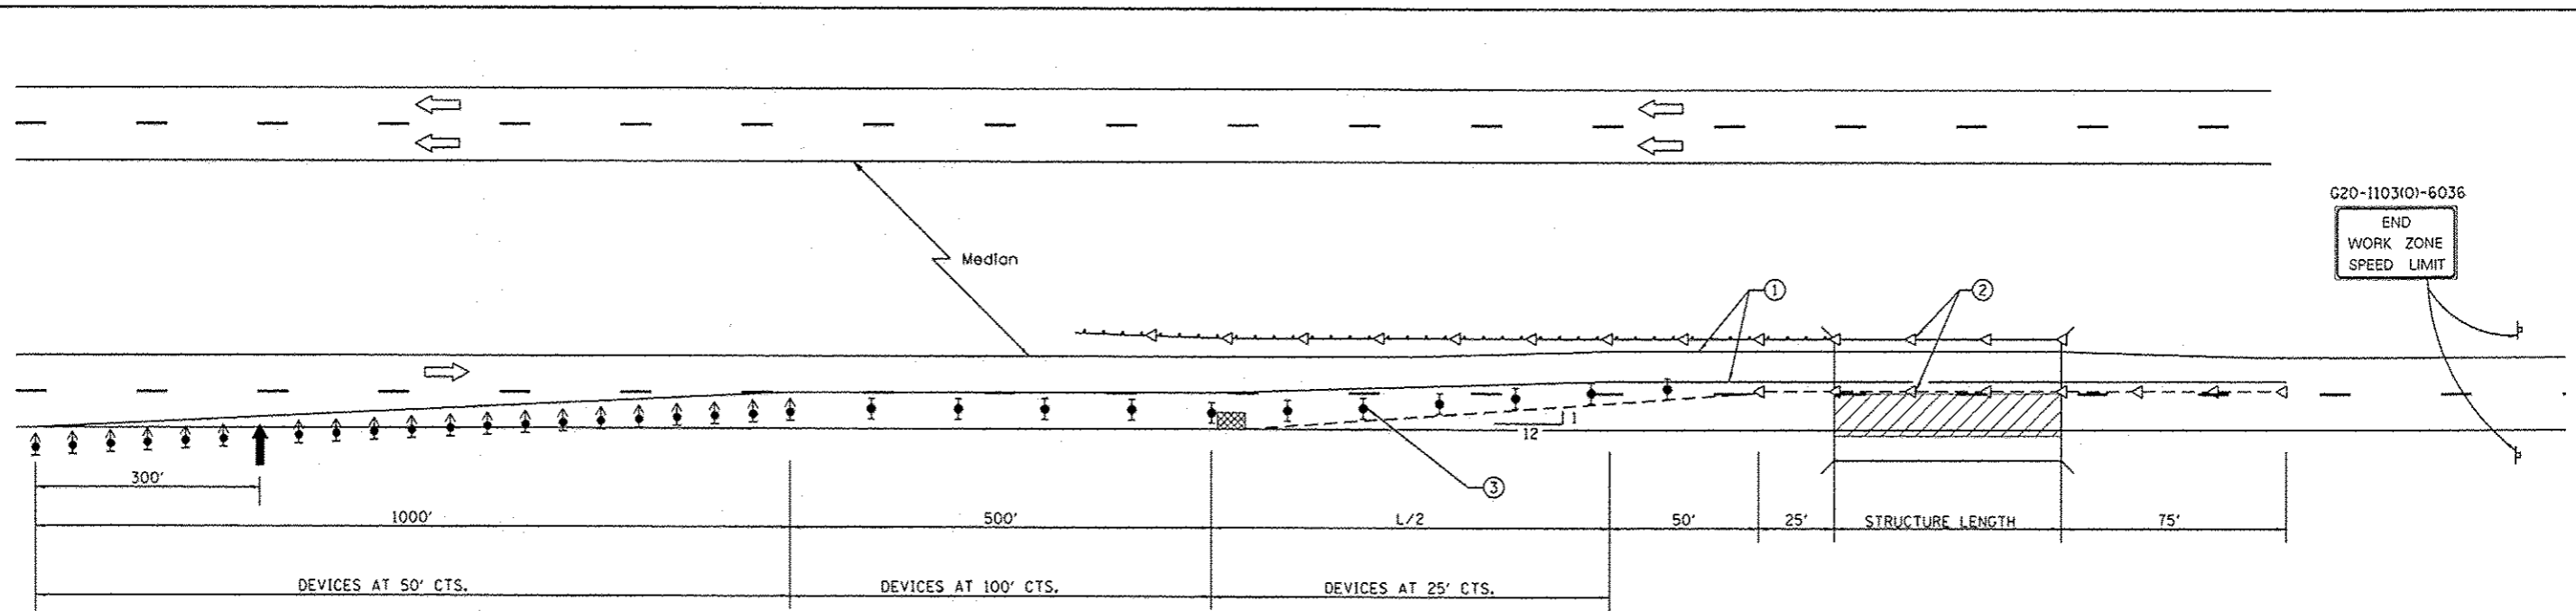 G20-1103(0)-6036
END
WORK ZONE
SPEED LIMIT
Median
1
2
1
12
3
300'
1000'
500'
L/2
50'
25'
STRUCTURE LENGTH
75'
DEVICES AT 50' CTS.
DEVICES AT 100' CTS.
DEVICES AT 25' CTS.